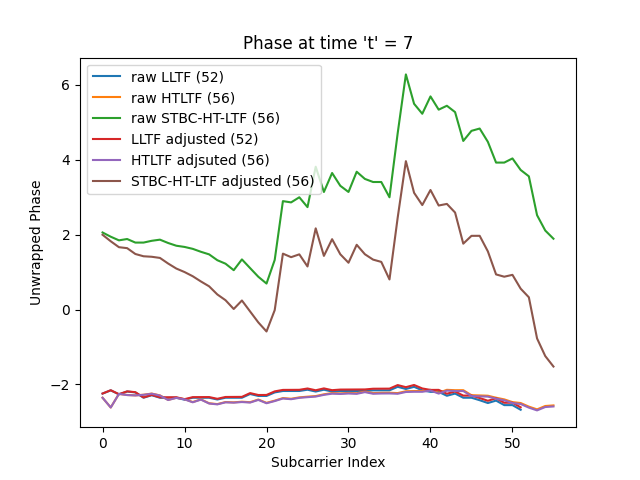 Phase at time 't' = 7
raw LLTF (52)
raw HTLTF (56)
raw STBC-HT-LTF (56)
LLTF adjusted (52)
HTLTF adjsuted (56)
STBC-HT-LTF adjusted (56)
Unwrapped Phase
6
4
2
0
−2
0 10 20 30 40 50
Subcarrier Index